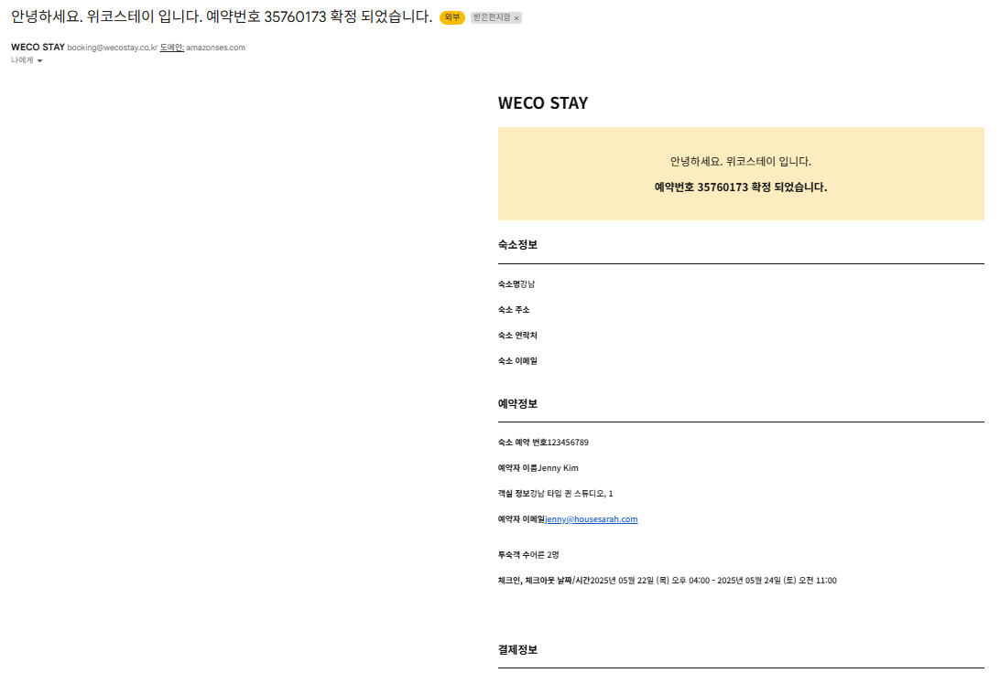 안녕하세요. 위코스테이 입니다. 예약번호 35760173 확정 되었습니다. 외부 받은편지함 ×
WECO STAY booking@wecostay.co.kr 도메인: amazonses.com
나에게
WECO STAY
안녕하세요. 위코스테이 입니다.
예약번호 35760173 확정 되었습니다.
숙소정보
숙소명강남
숙소 주소
숙소 연락처
숙소 이메일
예약정보
숙소 예약 번호123456789
예약자 이름Jenny Kim
객실 정보강남 타입 퀸 스튜디오, 1
예약자 이메일jenny@housesarah.com
투숙객 수어른 2명
체크인, 체크아웃 날짜/시간2025년 05월 22일 (목) 오후 04:00 - 2025년 05월 24일 (토) 오전 11:00
결제정보